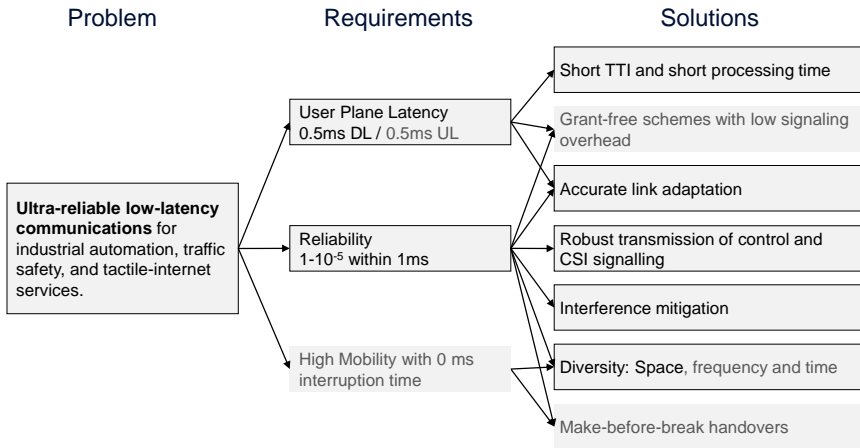 Problem
Requirements
Solutions
Ultra-reliable low-latency
communications for
industrial automation, traffic
safety, and tactile-internet
services.
User Plane Latency
0.5ms DL / 0.5ms UL
Reliability
1-10⁻⁵ within 1ms
High Mobility with 0 ms
interruption time
Short TTI and short processing time
Grant-free schemes with low signaling
overhead
Accurate link adaptation
Robust transmission of control and
CSI signalling
Interference mitigation
Diversity: Space, frequency and time
Make-before-break handovers